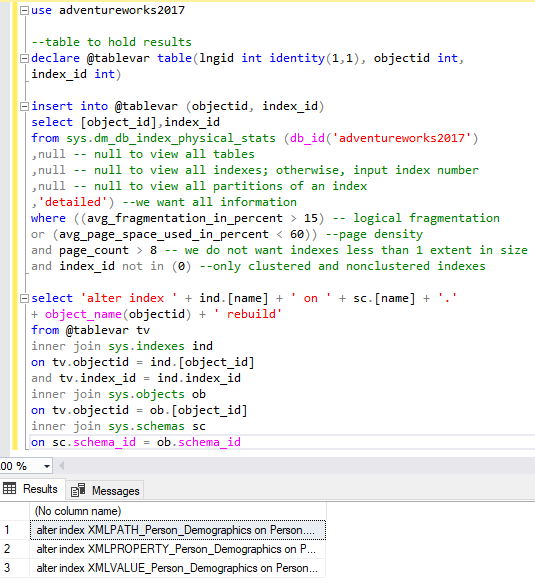 use adventureworks2017
--table to hold results
declare @tablevar table(lngid int identity(1,1), objectid int,
index_id int)
insert into @tablevar (objectid, index_id)
select [object_id],index_id
from sys.dm_db_index_physical_stats (db_id('adventureworks2017')
,null -- null to view all tables
,null -- null to view all indexes; otherwise, input index number
,null -- null to view all partitions of an index
,'detailed') --we want all information
where ((avg_fragmentation_in_percent > 15) -- logical fragmentation
or (avg_page_space_used_in_percent < 60)) --page density
and page_count > 8 -- we do not want indexes less than 1 extent in size
and index_id not in (0) --only clustered and nonclustered indexes
select 'alter index ' + ind.[name] + ' on ' + sc.[name] + '.'
+ object_name(objectid) + ' rebuild'
from @tablevar tv
inner join sys.indexes ind
on tv.objectid = ind.[object_id]
and tv.index_id = ind.index_id
inner join sys.objects ob
on tv.objectid = ob.[object_id]
inner join sys.schemas sc
on sc.schema_id = ob.schema_id
.00 %
Results Messages
(No column name)
1 alter index XMLPATH_Person_Demographics on Person....
2 alter index XMLPROPERTY_Person_Demographics on P...
3 alter index XMLVALUE_Person_Demographics on Person...